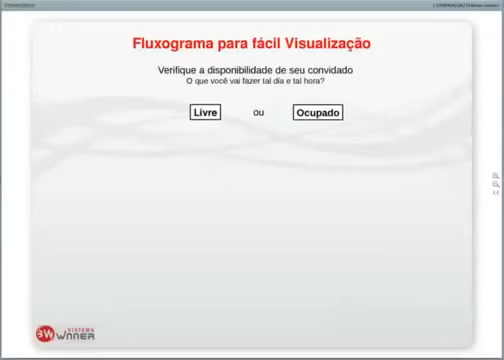 Fluxograma para fácil Visualização
Verifique a disponibilidade de seu convidado
O que você vai fazer tal dia e tal hora?
Livre ou Ocupado
SISTEMA
WINNER